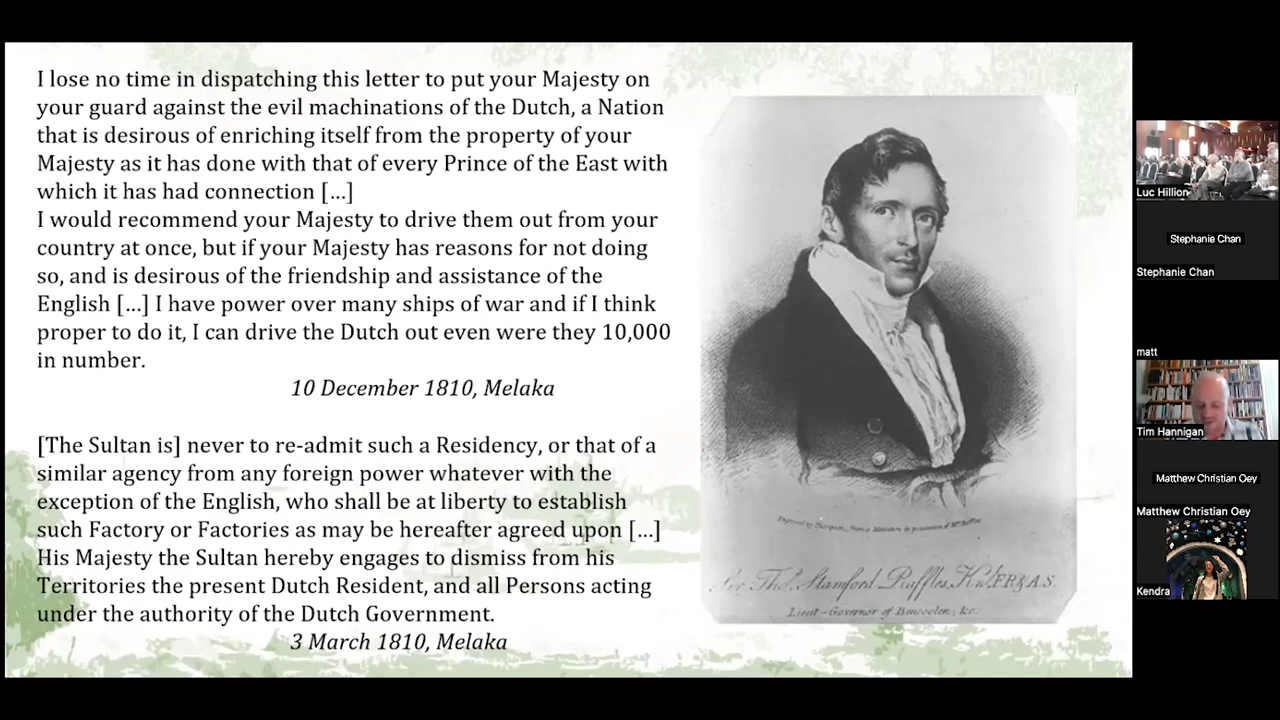 I lose no time in dispatching this letter to put your Majesty on
your guard against the evil machinations of the Dutch, a Nation
that is desirous of enriching itself from the property of your
Majesty as it has done with that of every Prince of the East with
which it has had connection […]
I would recommend your Majesty to drive them out from your
country at once, but if your Majesty has reasons for not doing
so, and is desirous of the friendship and assistance of the
English […] I have power over many ships of war and if I think
proper to do it, I can drive the Dutch out even were they 10,000
in number.
10 December 1810, Melaka
[The Sultan is] never to re-admit such a Residency, or that of a
similar agency from any foreign power whatever with the
exception of the English, who shall be at liberty to establish
such Factory or Factories as may be hereafter agreed upon […]
His Majesty the Sultan hereby engages to dismiss from his
Territories the present Dutch Resident, and all Persons acting
under the authority of the Dutch Government.
3 March 1810, Melaka
Sir Thos. Stamford Raffles,
Lieut-Governor of Bencoolen, &c.
Luc Hillion
Stephanie Chan
Stephanie Chan
matt
Tim Hannigan
Matthew Christian Oey
Matthew Christian Oey
Kendra